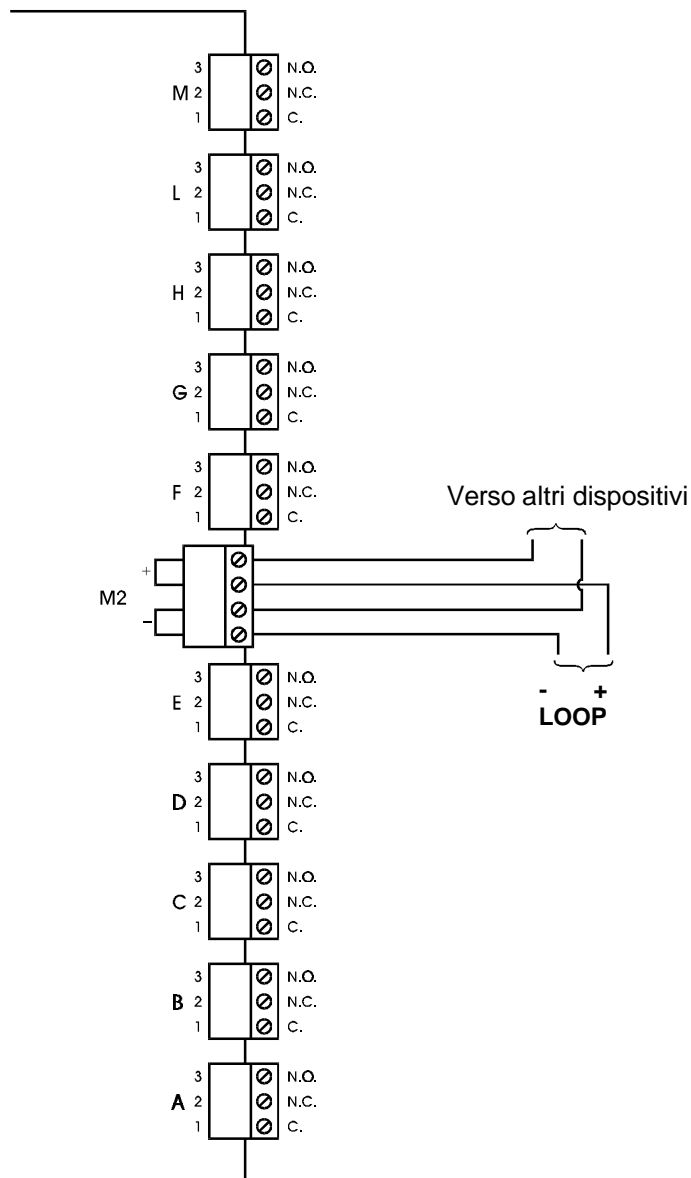 3 N.O.
M 2 N.C.
1 C.
3 N.O.
L 2 N.C.
1 C.
3 N.O.
H 2 N.C.
1 C.
3 N.O.
G 2 N.C.
1 C.
3 N.O.
F 2 N.C.
1 C.
Verso altri dispositivi
+
M2
-
- +
LOOP
3 N.O.
E 2 N.C.
1 C.
3 N.O.
D 2 N.C.
1 C.
3 N.O.
C 2 N.C.
1 C.
3 N.O.
B 2 N.C.
1 C.
3 N.O.
A 2 N.C.
1 C.